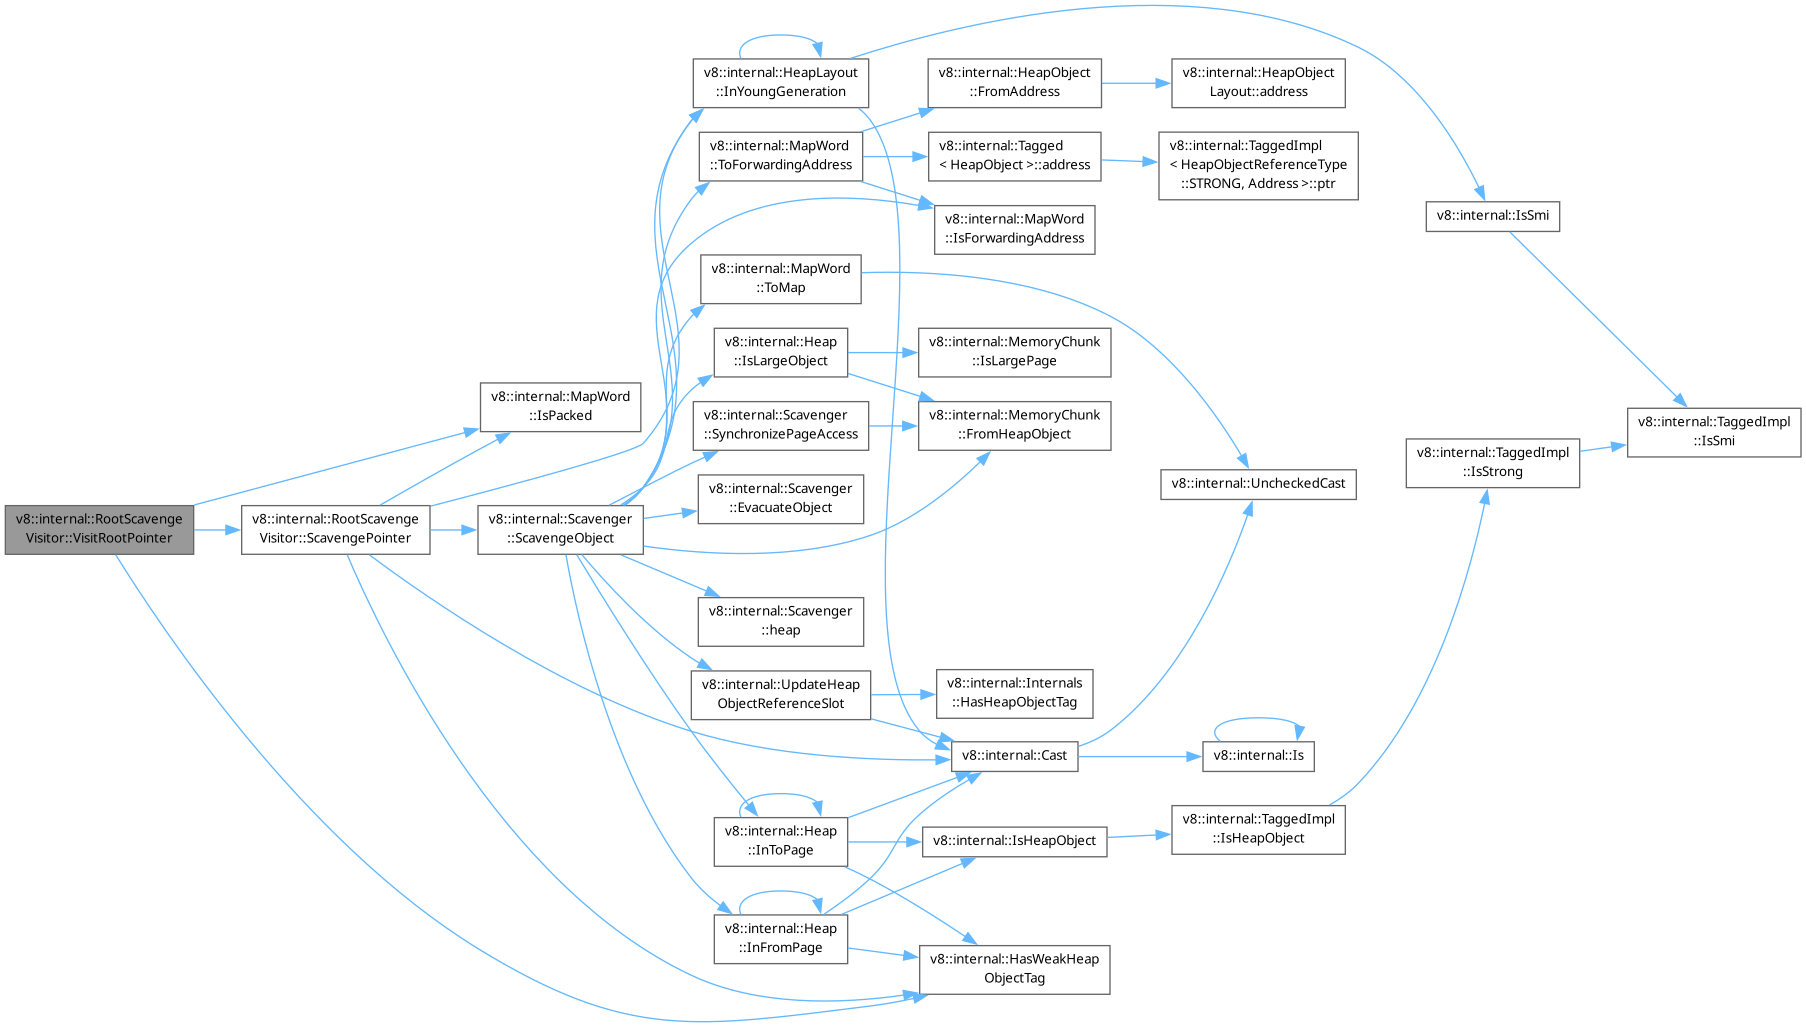 v8::internal::RootScavenge
Visitor::VisitRootPointer
v8::internal::MapWord
::IsPacked
v8::internal::RootScavenge
Visitor::ScavengePointer
v8::internal::Scavenger
::ScavengeObject
v8::internal::HeapLayout
::InYoungGeneration
v8::internal::MapWord
::ToForwardingAddress
v8::internal::MapWord
::ToMap
v8::internal::Heap
::IsLargeObject
v8::internal::Scavenger
::SynchronizePageAccess
v8::internal::Scavenger
::EvacuateObject
v8::internal::Scavenger
::heap
v8::internal::UpdateHeap
ObjectReferenceSlot
v8::internal::Heap
::InToPage
v8::internal::Heap
::InFromPage
v8::internal::HeapObject
::FromAddress
v8::internal::Tagged
< HeapObject >::address
v8::internal::MapWord
::IsForwardingAddress
v8::internal::MemoryChunk
::IsLargePage
v8::internal::MemoryChunk
::FromHeapObject
v8::internal::Internals
::HasHeapObjectTag
v8::internal::Cast
v8::internal::IsHeapObject
v8::internal::HasWeakHeap
ObjectTag
v8::internal::HeapObject
Layout::address
v8::internal::TaggedImpl
< HeapObjectReferenceType
::STRONG, Address >::ptr
v8::internal::UncheckedCast
v8::internal::Is
v8::internal::TaggedImpl
::IsHeapObject
v8::internal::IsSmi
v8::internal::TaggedImpl
::IsStrong
v8::internal::TaggedImpl
::IsSmi